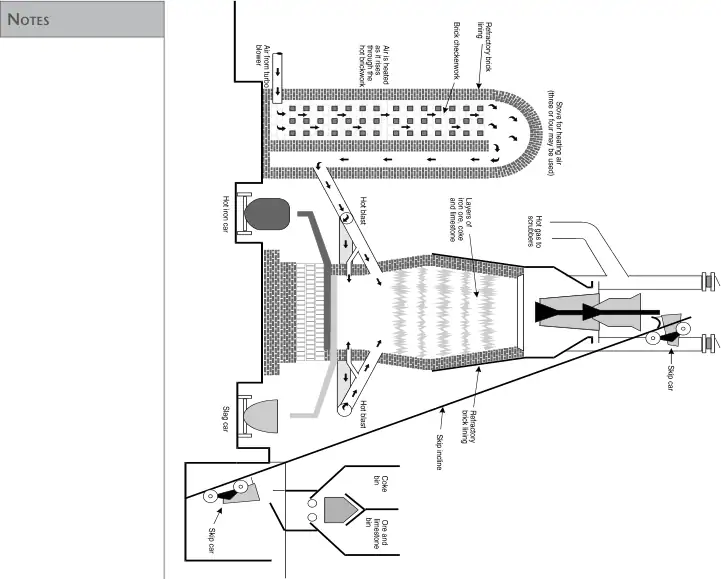 NOTES
Refractory brick
lining
Brick checkerwork
Stove for heating air
(three or four may be used)
Air is heated
as it rises
through the
hot brickwork
Air from turbo
blower
Hot gas to
scrubbers
Layers of
iron ore, coke
and limestone
Hot blast
Hot iron car
Skip car
Refractory
brick lining
Skip incline
Hot blast
Slag car
Coke
bin
Ore and
limestone
bin
Skip car